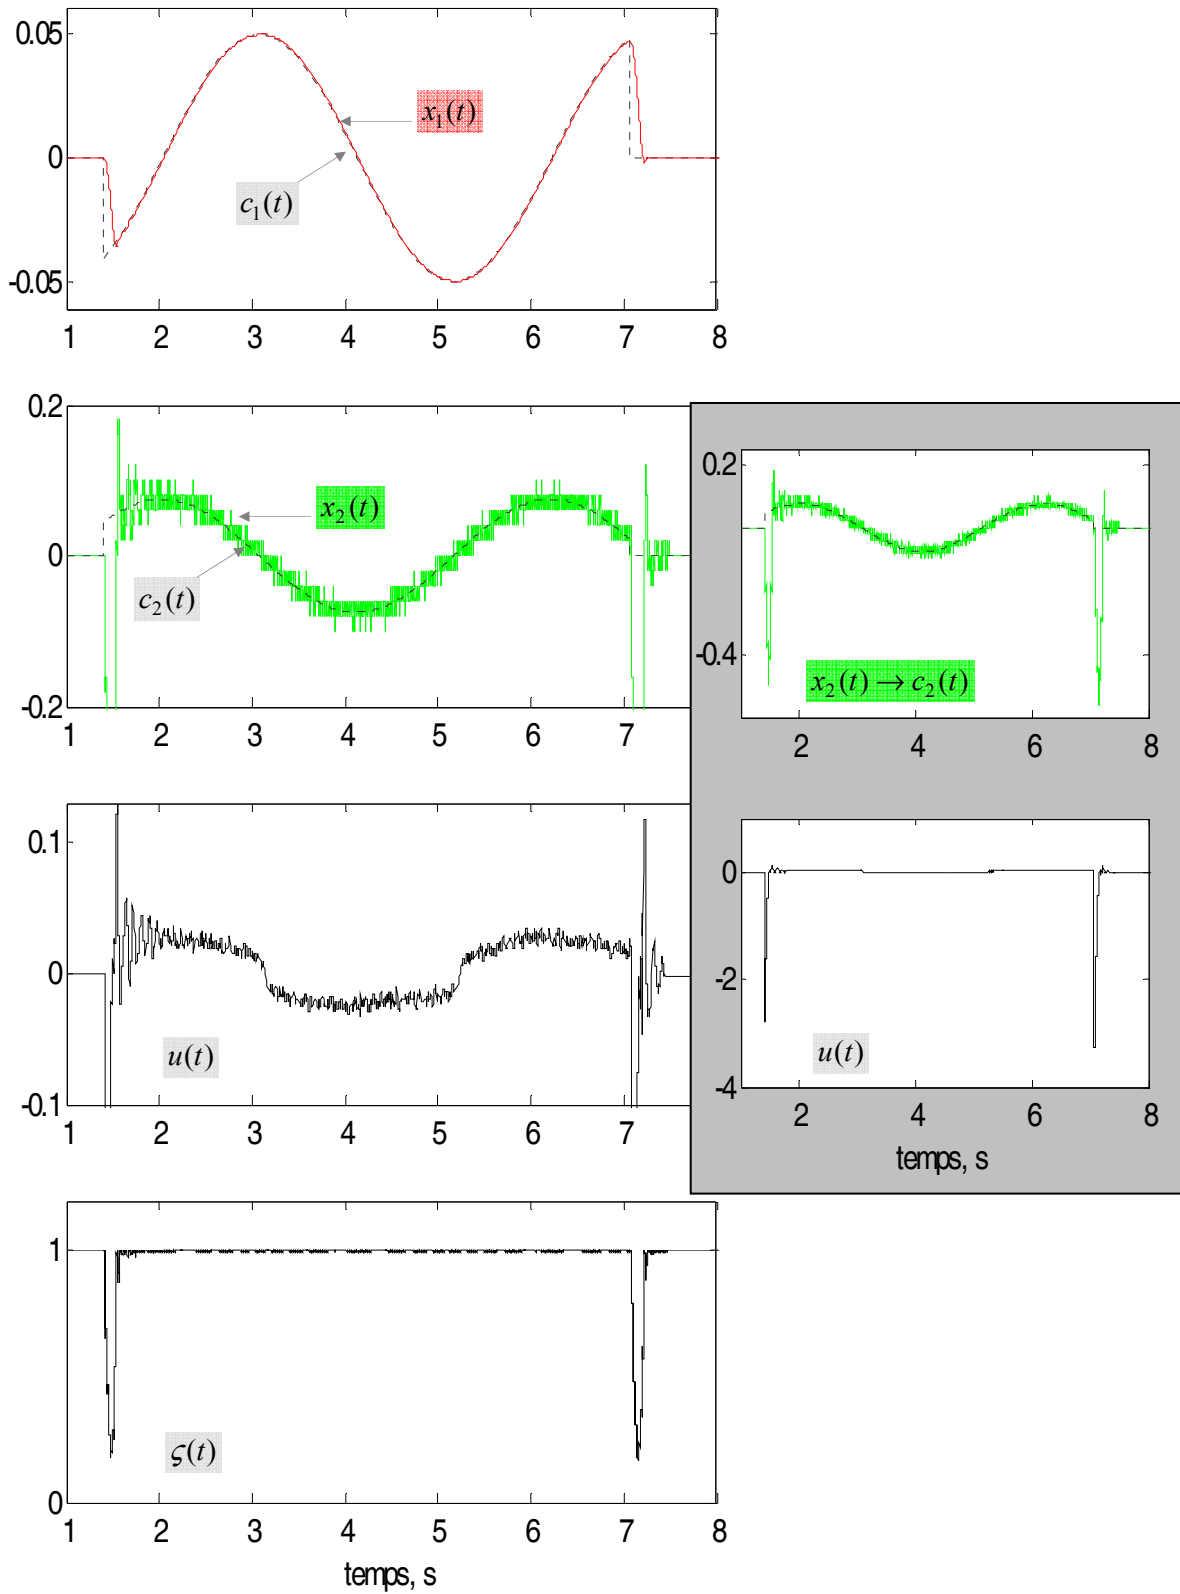 0.05
0
-0.05
x₁(t)
c₁(t)
1 2 3 4 5 6 7 8
0.2
0
-0.2
x₂(t)
c₂(t)
1 2 3 4 5 6 7
0.2
-0.4
x₂(t) → c₂(t)
2 4 6 8
0.1
0
-0.1
u(t)
1 2 3 4 5 6 7
0
-2
-4
u(t)
2 4 6 8
temps, s
1
0
ς(t)
1 2 3 4 5 6 7 8
temps, s